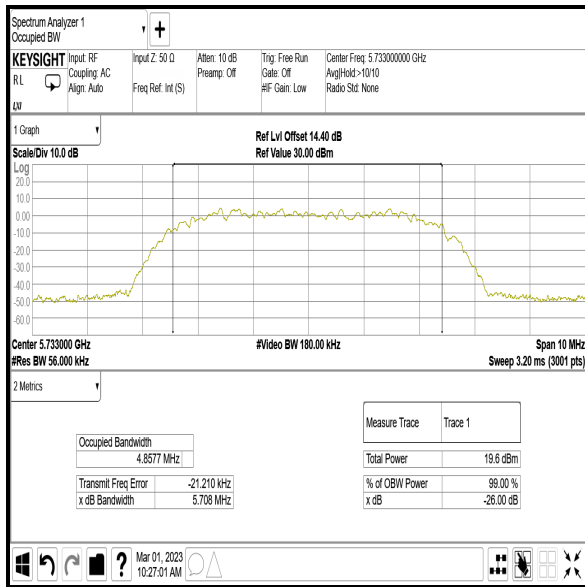 Spectrum Analyzer 1
Occupied BW
KEYSIGHT
RL
LXI
Input: RF
Coupling: AC
Align: Auto
Input Z: 50 Ω
Freq Ref: Int (S)
Atten: 10 dB
Preamp: Off
Trig: Free Run
Gate: Off
#IF Gain: Low
Center Freq: 5.733000000 GHz
Avg|Hold:>10/10
Radio Std: None
1 Graph
Scale/Div 10.0 dB
Ref Lvl Offset 14.40 dB
Ref Value 30.00 dBm
Log
20.0
10.0
0.00
-10.0
-20.0
-30.0
-40.0
-50.0
-60.0
Center 5.73300 GHz
#Res BW 56.000 kHz
#Video BW 180.00 kHz
Span 10 MHz
Sweep 3.20 ms (3001 pts)
2 Metrics
Occupied Bandwidth
4.8577 MHz
Transmit Freq Error -21.210 kHz
x dB Bandwidth 5.708 MHz
Measure Trace Trace 1
Total Power 19.6 dBm
% of OBW Power 99.00 %
x dB -26.00 dB
?
Mar 01, 2023
10:27:01 AM